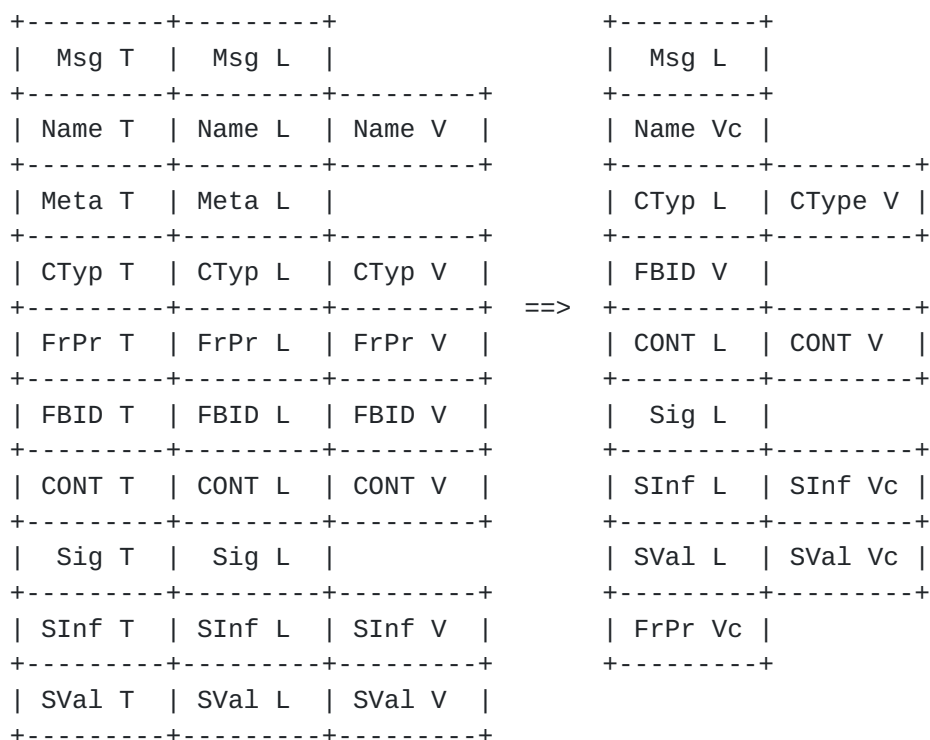 +---------+---------+                 +---------+
|  Msg T  |  Msg L  |                 |  Msg L  |
+---------+---------+---------+       +---------+
| Name T  | Name L  | Name V  |       | Name Vc |
+---------+---------+---------+       +---------+---------+
| Meta T  | Meta L  |                 | CTyp L  | CType V |
+---------+---------+---------+       +---------+---------+
| CTyp T  | CTyp L  | CTyp V  |       | FBID V  |
+---------+---------+---------+  ==>  +---------+---------+
| FrPr T  | FrPr L  | FrPr V  |       | CONT L  | CONT V  |
+---------+---------+---------+       +---------+---------+
| FBID T  | FBID L  | FBID V  |       |  Sig L  |
+---------+---------+---------+       +---------+---------+
| CONT T  | CONT L  | CONT V  |       | SInf L  | SInf Vc |
+---------+---------+---------+       +---------+---------+
|  Sig T  |  Sig L  |                 | SVal L  | SVal Vc |
+---------+---------+---------+       +---------+---------+
| SInf T  | SInf L  | SInf V  |       | FrPr Vc |
+---------+---------+---------+       +---------+
| SVal T  | SVal L  | SVal V  |
+---------+---------+---------+